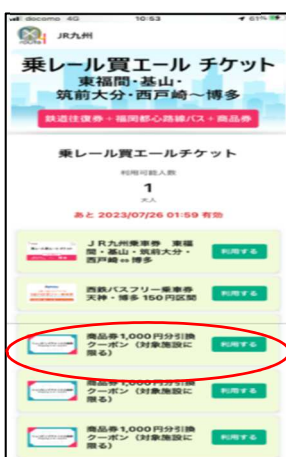 docomo 4G 10:53 61%
my route JR九州
乗レール買エール チケット
東福間・基山・
筑前大分・西戸崎～博多
鉄道往復券+福岡都心路線バス+商品券
乗レール買エールチケット
利用可能人数
1
大人
あと 2023/07/26 01:59 有効
JR九州乗車券 東福
間・基山・筑前大分・
西戸崎⇔博多
利用する
西鉄バスフリー乗車券
天神・博多 150円区間
利用する
商品券1,000円分引換
クーポン(対象施設に
限る)
利用する
商品券1,000円分引換
クーポン(対象施設に
限る)
利用する
商品券1,000円分引換
クーポン(対象施設に
限る)
利用する